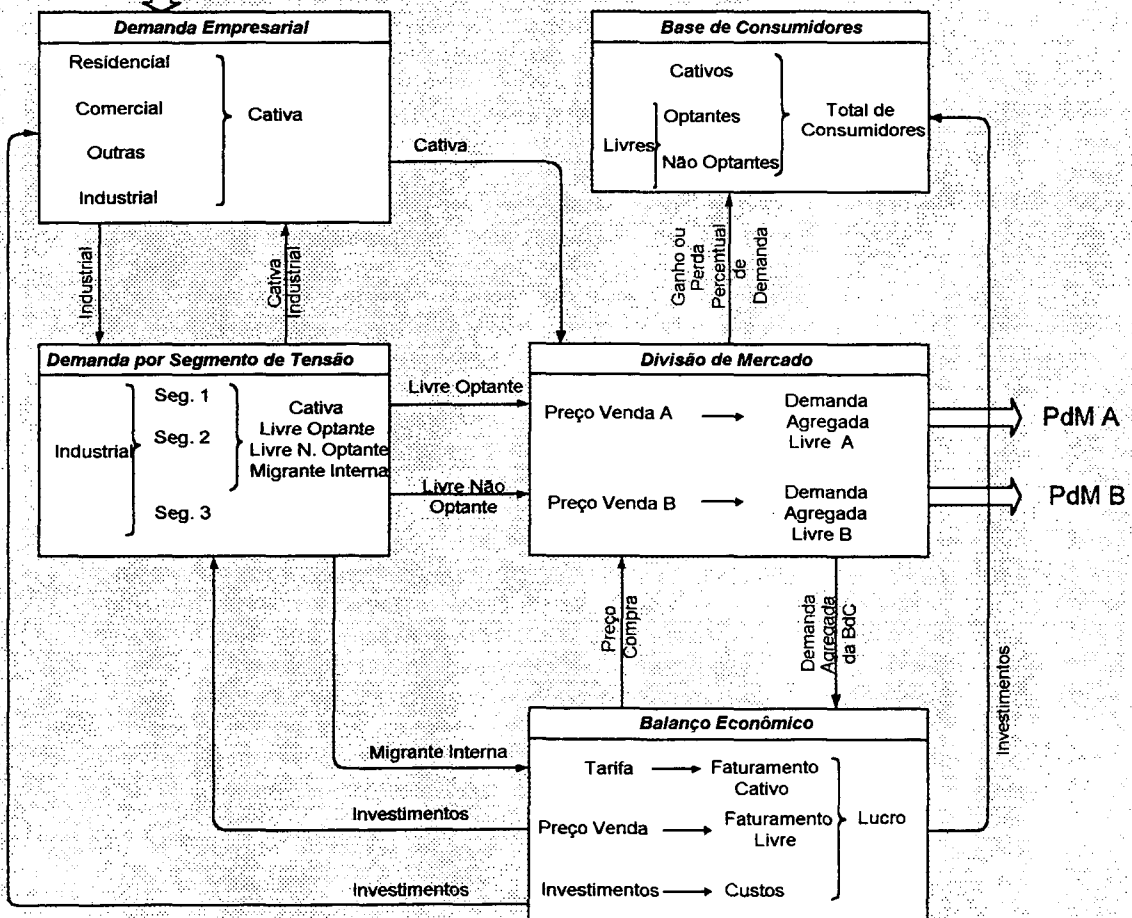 Demanda Empresarial
Residencial
Comercial
Outras
Industrial
Cativa
Base de Consumidores
Cativos
Livres
Optantes
Não Optantes
Total de
Consumidores
Cativa
Industrial
Cativa
Industrial
Ganho ou
Perda
Percentual
de
Demanda
Demanda por Segmento de Tensão
Industrial
Seg. 1
Seg. 2
Seg. 3
Cativa
Livre Optante
Livre N. Optante
Migrante Interna
Livre Optante
Livre Não
Optante
Divisão de Mercado
Preço Venda A
Demanda
Agregada
Livre A
Preço Venda B
Demanda
Agregada
Livre B
PdM A
PdM B
Preço
Compra
Demanda
Agregada
da BdC
Investimentos
Migrante Interna
Investimentos
Investimentos
Balanço Econômico
Tarifa
Faturamento
Cativo
Preço Venda
Faturamento
Livre
Investimentos
Custos
Lucro